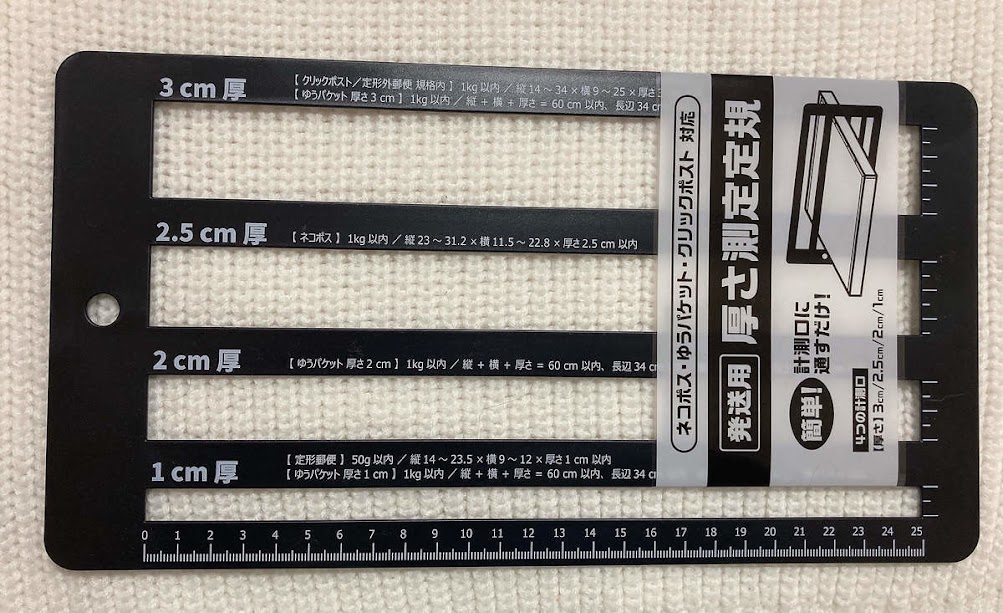 3 cm 厚
【 クリックポスト／定形外郵便 規格内 】 1kg 以内 ／ 縦 14 ～ 34 × 横 9 ～ 25 × 厚さ 3
【 ゆうパケット 厚さ 3 cm 】 1kg 以内 ／ 縦 + 横 + 厚さ = 60 cm 以内、長辺 34 cm
2.5 cm 厚
【 ネコポス 】 1kg 以内 ／ 縦 23 ～ 31.2 × 横 11.5 ～ 22.8 × 厚さ 2.5 cm 以内
2 cm 厚
【 ゆうパケット 厚さ 2 cm 】 1kg 以内 ／ 縦 + 横 + 厚さ = 60 cm 以内、長辺 34 cm
1 cm 厚
【 定形郵便 】 50g 以内 ／ 縦 14 ～ 23.5 × 横 9 ～ 12 × 厚さ 1 cm 以内
【 ゆうパケット 厚さ 1 cm 】 1kg 以内 ／ 縦 + 横 + 厚さ = 60 cm 以内、長辺 34 cm
0 1 2 3 4 5 6 7 8 9 10 11 12 13 14 15 16 17 18 19 20 21 22 23 24 25
ネコポス・ゆうパケット・クリックポスト 対応
発送用 厚さ測定定規
簡単! 計測口に
通すだけ!
4つの計測口
【厚さ】3cm/2.5cm/2cm/1cm